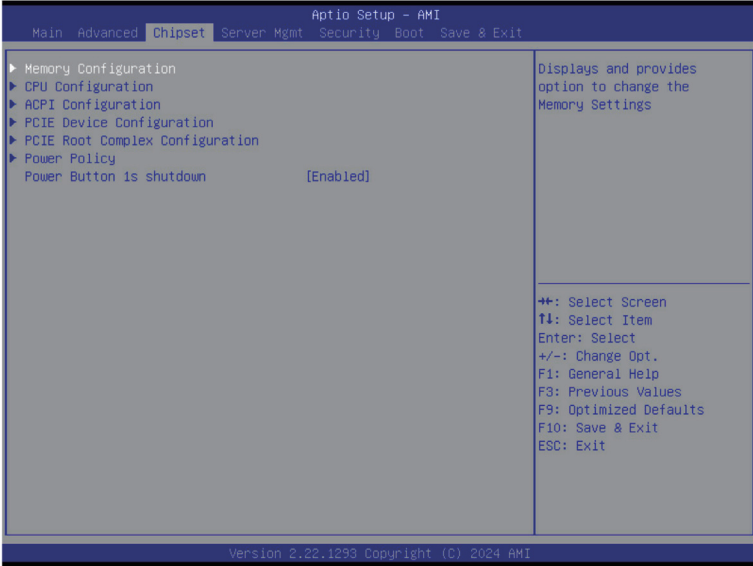 Aptio Setup – AMI
Main Advanced Chipset Server Mgmt Security Boot Save & Exit
Memory Configuration
CPU Configuration
ACPI Configuration
PCIE Device Configuration
PCIE Root Complex Configuration
Power Policy
Power Button 1s shutdown [Enabled]
Displays and provides
option to change the
Memory Settings
→←: Select Screen
↑↓: Select Item
Enter: Select
+/-: Change Opt.
F1: General Help
F3: Previous Values
F9: Optimized Defaults
F10: Save & Exit
ESC: Exit
Version 2.22.1293 Copyright (C) 2024 AMI